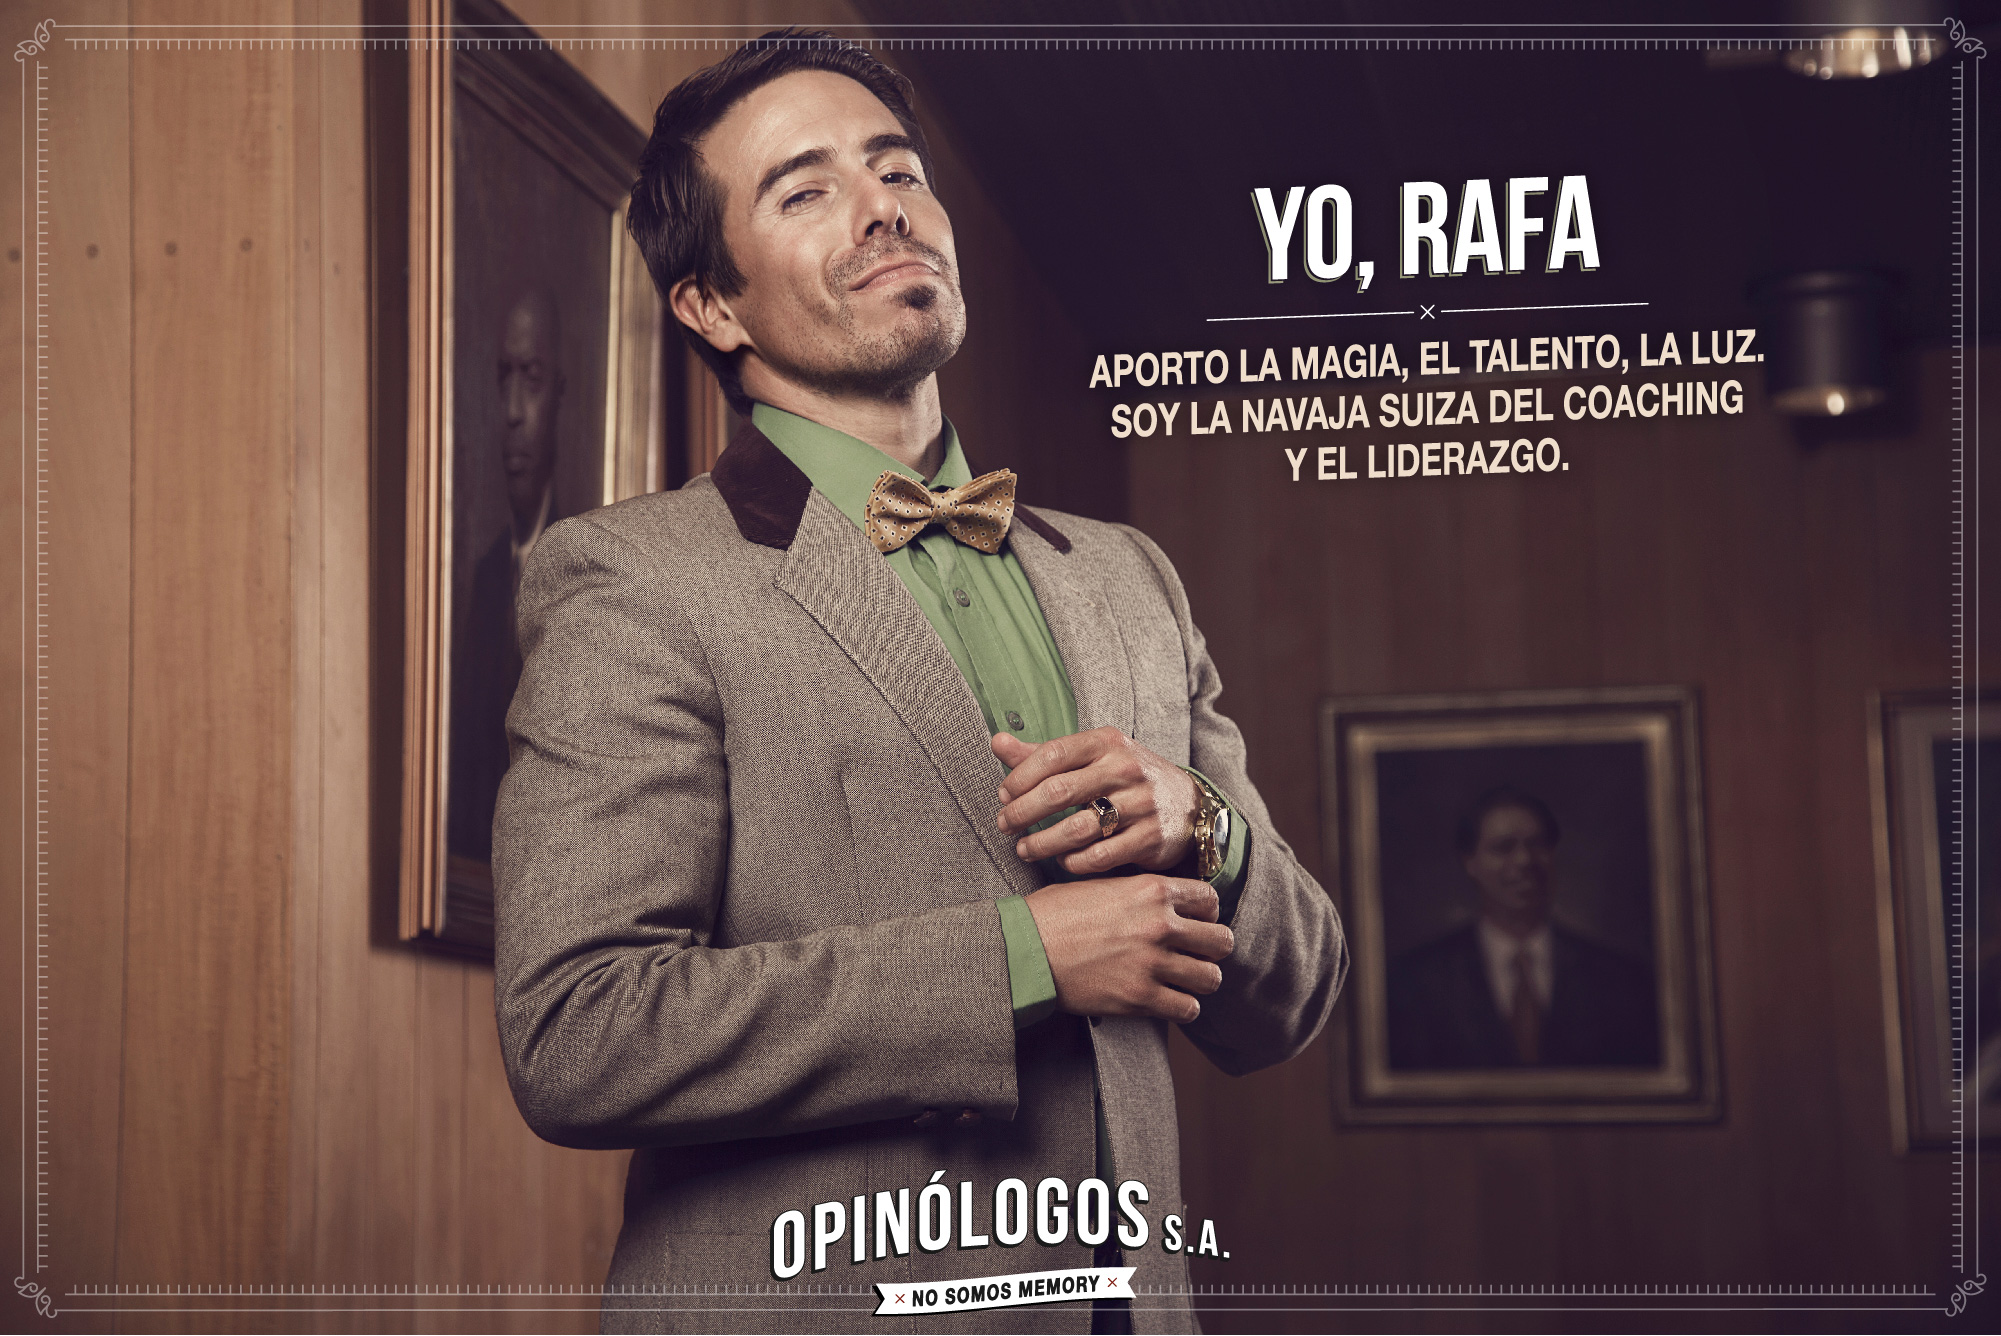 YO, RAFA
APORTO LA MAGIA, EL TALENTO, LA LUZ.
SOY LA NAVAJA SUIZA DEL COACHING
Y EL LIDERAZGO.
OPINÓLOGOS S.A.
× NO SOMOS MEMORY ×